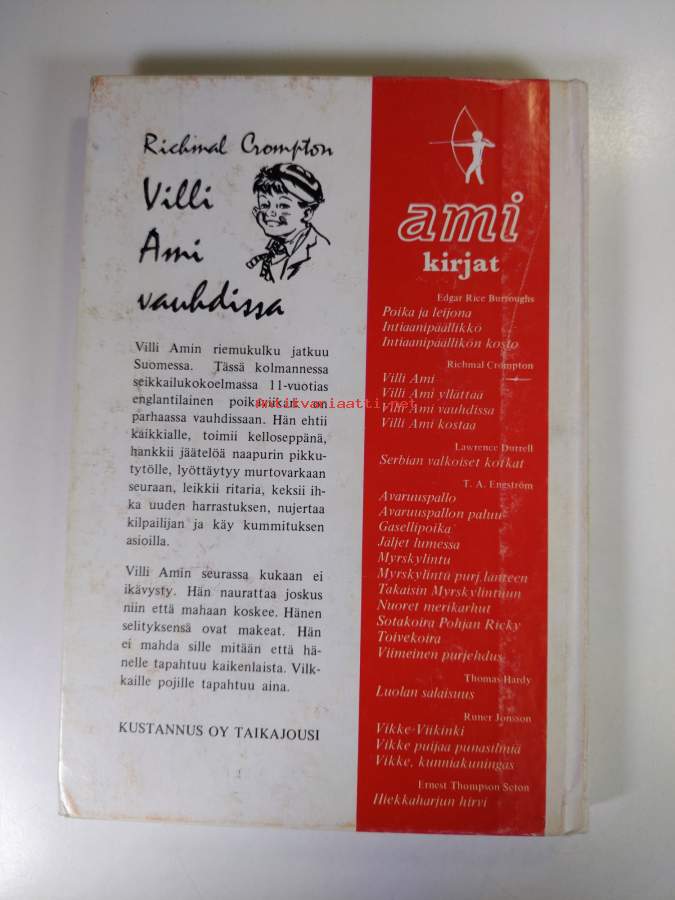 Richmal Crompton
Villi
Ami
vauhdissa
Villi Amin riemukulku jatkuu
Suomessa. Tässä kolmannessa
seikkailukokoelmassa 11-vuotias
englantilainen poikaviikari on
parhaassa vauhdissaan. Hän ehtii
kaikkialle, toimii kelloseppänä,
hankkii jäätelöä naapurin pikku-
tytölle, lyöttäytyy murtovarkaan
seuraan, leikkii ritaria, keksii ih-
ka uuden harrastuksen, nujertaa
kilpailijan ja käy kummituksen
asioilla.
Villi Amin seurassa kukaan ei
ikävysty. Hän naurattaa joskus
niin että mahaan koskee. Hänen
selityksensä ovat makeat. Hän
ei mahda sille mitään että hä-
nelle tapahtuu kaikenlaista. Vilk-
kaille pojille tapahtuu aina.
KUSTANNUS OY TAIKAJOUSI
ami
kirjat
Edgar Rice Burroughs
Poika ja leijona
Intiaanipäällikkö
Intiaanipäällikön kosto
Richmal Crompton
Villi Ami
Villi Ami yllättää
Villi Ami vauhdissa
Villi Ami kostaa
Lawrence Durrell
Serbian valkoiset kotkat
T. A. Engström
Avaruuspallo
Avaruuspallon paluu
Gasellipoika
Jäljet lumessa
Myrskylintu
Myrskylintu purj lanteen
Takaisin Myrskylintuun
Nuoret merikarhut
Sotakoira Pohjan Ricky
Toivekoira
Viimeinen purjehdus
Thomas Hardy
Luolan salaisuus
Runer Jonsson
Vikke-Viikinki
Vikke puijaa punasilmiä
Vikke, kunniakuningas
Ernest Thompson Seton
Hiekkaharjun hirvi
Antikvariaatti.net